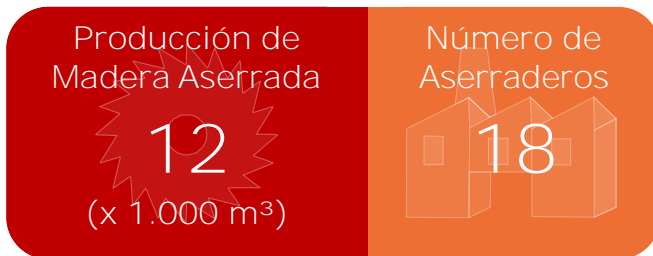 Producción de
Madera Aserrada
12
(x 1.000 m³)
Número de
Aserraderos
18